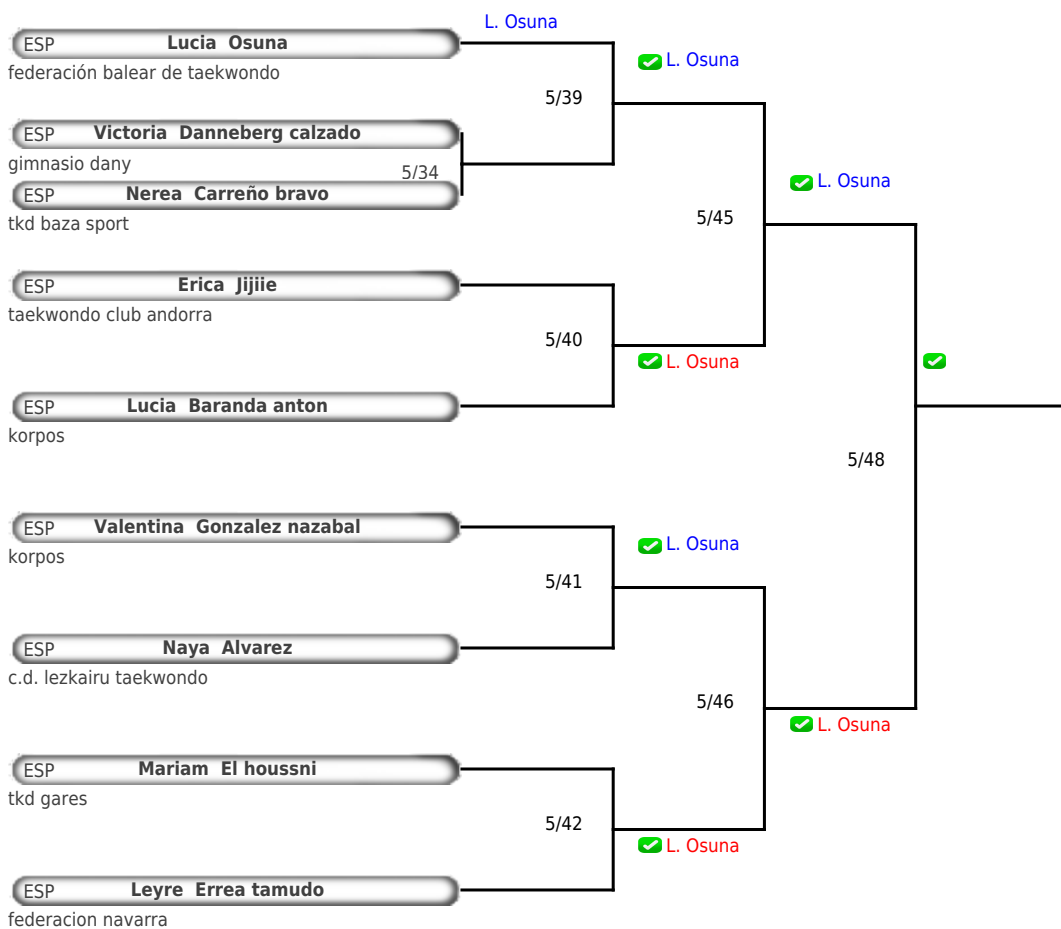 L. Osuna
ESP Lucia Osuna
federación balear de taekwondo
L. Osuna
5/39
ESP Victoria Danneberg calzado
gimnasio dany
5/34
L. Osuna
ESP Nerea Carreño bravo
tkd baza sport
5/45
ESP Erica Jijiie
taekwondo club andorra
5/40
L. Osuna
ESP Lucia Baranda anton
korpos
5/48
ESP Valentina Gonzalez nazabal
korpos
L. Osuna
5/41
ESP Naya Alvarez
c.d. lezkairu taekwondo
5/46
L. Osuna
ESP Mariam El houssni
tkd gares
5/42
L. Osuna
ESP Leyre Errea tamudo
federacion navarra